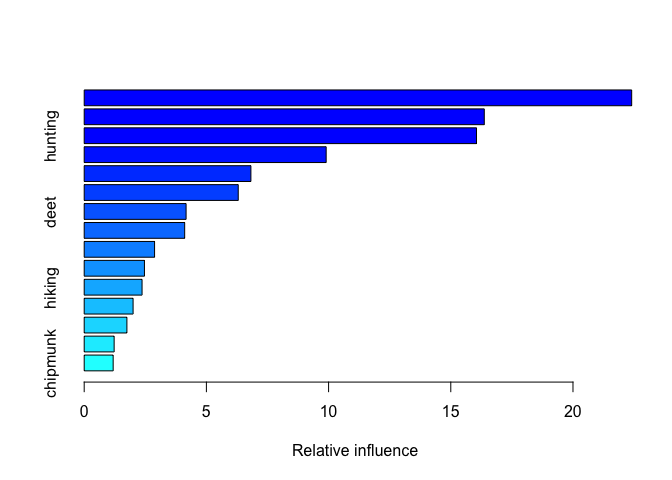 hunting
deet
hiking
chipmunk
0 5 10 15 20
Relative influence